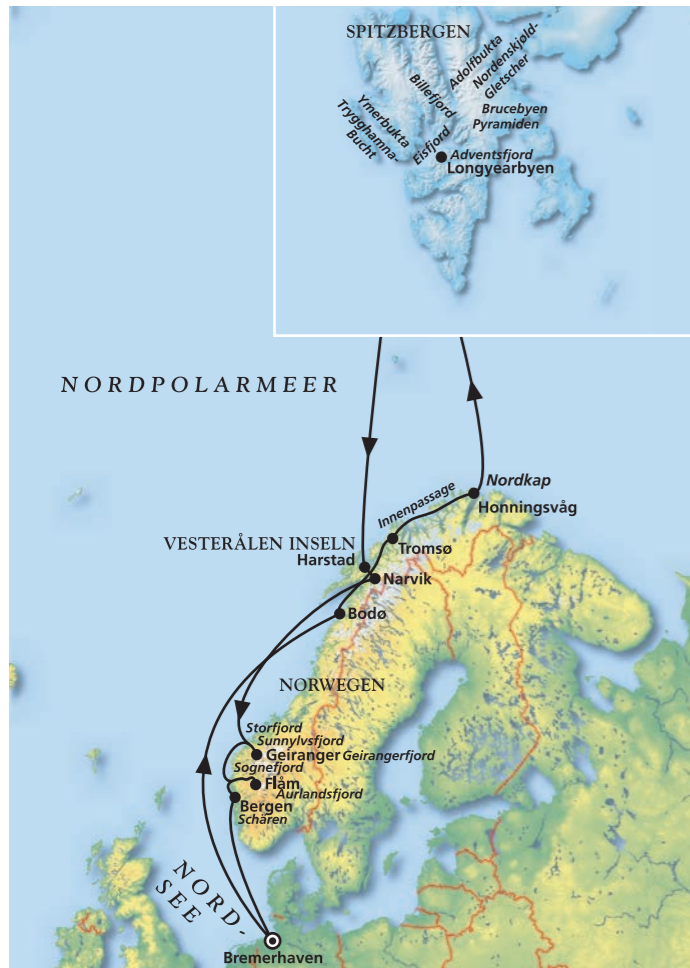 SPITZBERGEN
Adolfbukta
Nordenskjøld-
Gletscher
Billefjord
Brucebyen
Pyramiden
Ymerbukta
Trygghamna-
Bucht
Eisfjord
Adventsfjord
Longyearbyen
NORDPOLARMEER
Nordkap
Innenpassage
Honningsvåg
VESTERÅLEN INSELN
Tromsø
Harstad
Narvik
Bodø
NORWEGEN
Storfjord
Sunnylvsfjord
Geiranger Geirangerfjord
Sognefjord
Flåm
Aurlandsfjord
Bergen
Schären
NORD-
SEE
Bremerhaven